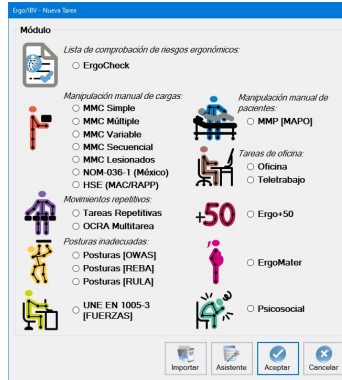 Ergo/IBV - Nueva Tarea
Módulo
Lista de comprobación de riesgos ergonómicos:
ErgoCheck
Manipulación manual de cargas:
MMC Simple
MMC Múltiple
MMC Variable
MMC Secuencial
MMC Lesionados
NOM-036-1 (México)
HSE (MAC/RAPP)
Movimientos repetitivos:
Tareas Repetitivas
OCRA Multitarea
Posturas inadecuadas:
Posturas [OWAS]
Posturas [REBA]
Posturas [RULA]
UNE EN 1005-3
[FUERZAS]
Manipulación manual de
pacientes:
MMP [MAPO]
Tareas de oficina:
Oficina
Teletrabajo
+50
Ergo+50
ErgoMater
Psicosocial
Importar
Asistente
Aceptar
Cancelar